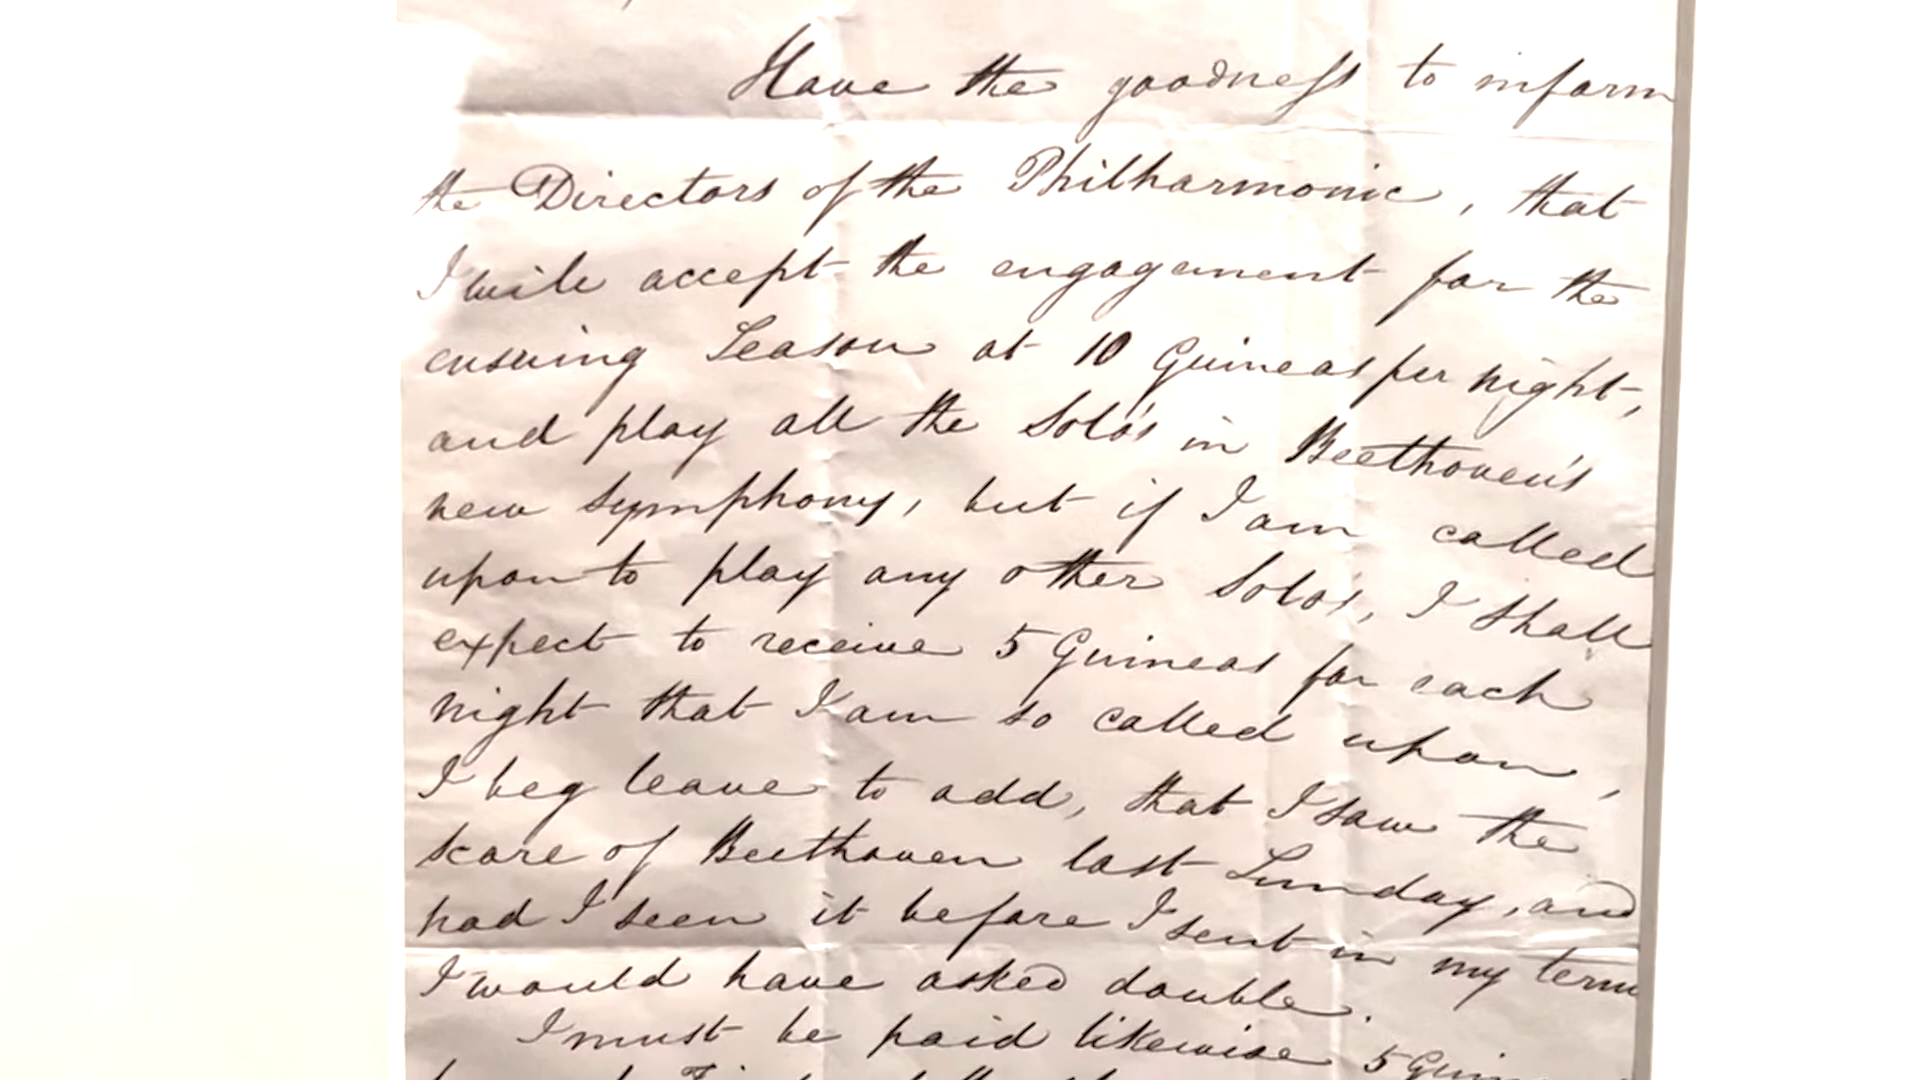 Have the goodness to inform
the Directors of the Philharmonic, that
I will accept the engagement for the
ensuing Season at 10 Guineas per night,
and play all the Solo's in Beethoven's
new Symphony, but if I am called
upon to play any other Solos, I shall
expect to receive 5 Guineas for each
night that I am so called upon,
I beg leave to add, that I saw the
score of Beethoven last Sunday, and
had I seen it before I sent in my term
I would have asked double.
I must be paid likewise 5 Guin